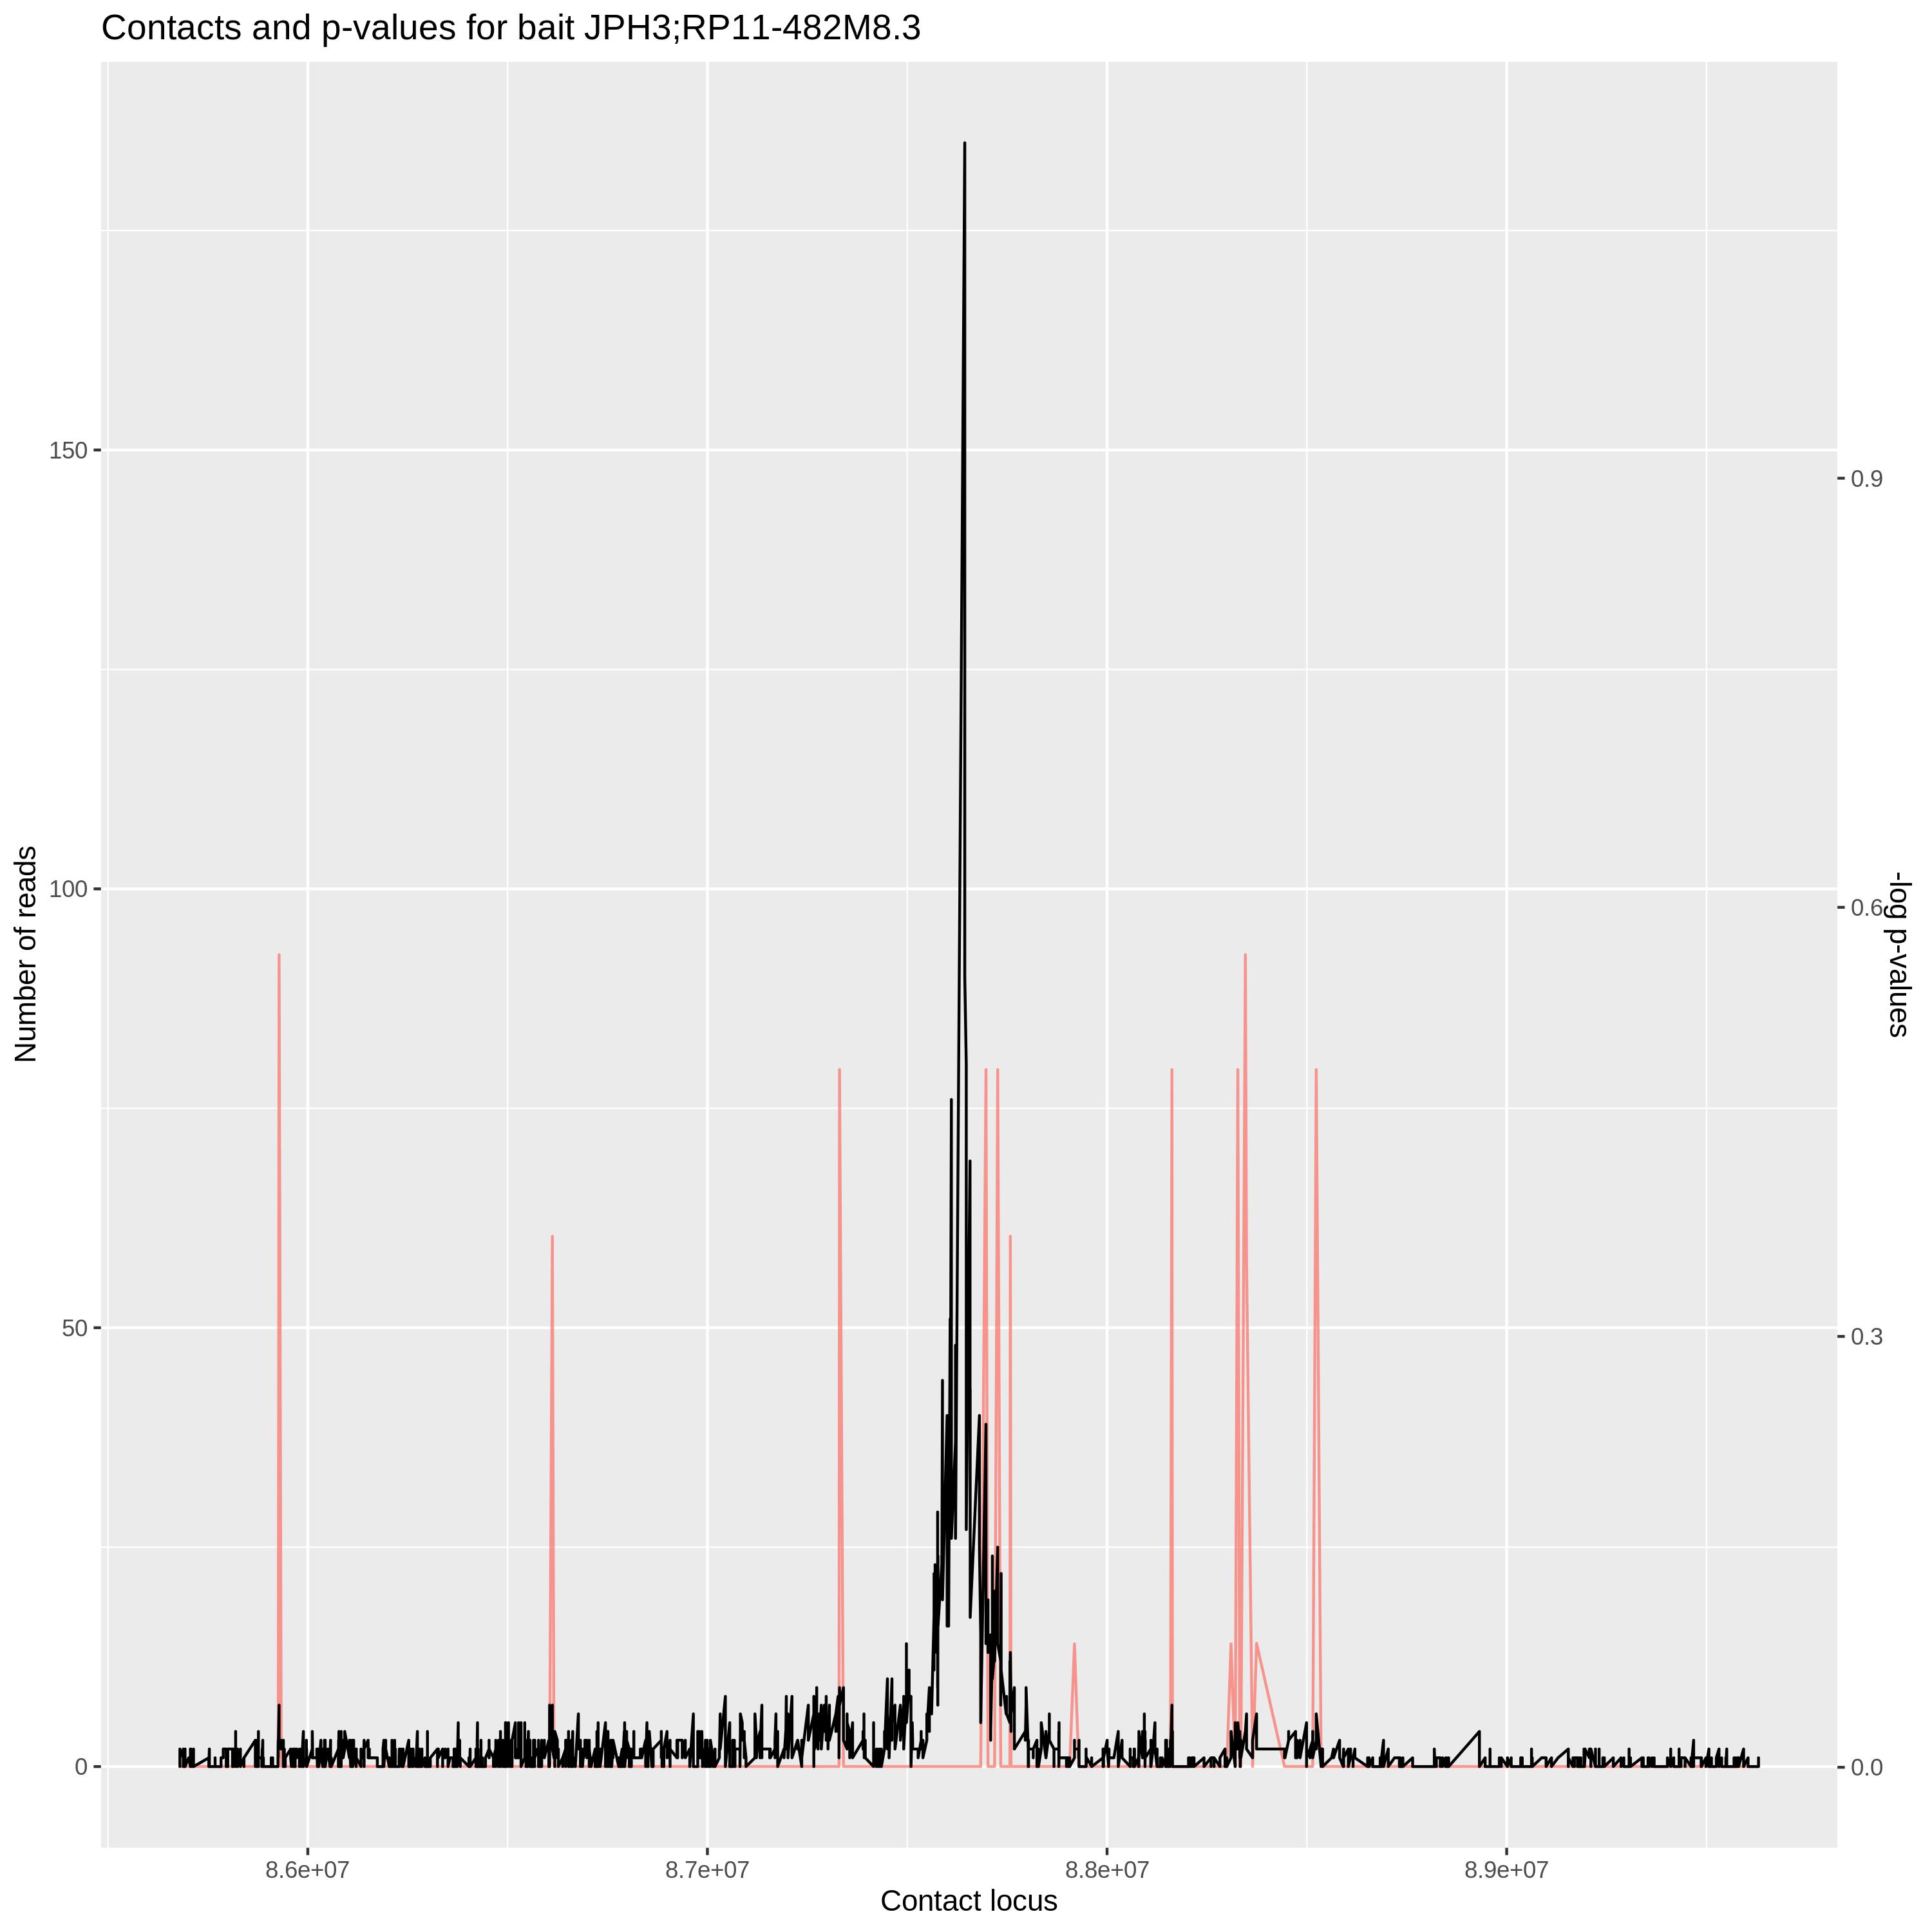 Contacts and p-values for bait JPH3;RP11-482M8.3
150
100
50
0
Number of reads
0.9
0.6
0.3
0.0
-log p-values
8.6e+07
8.7e+07
8.8e+07
8.9e+07
Contact locus